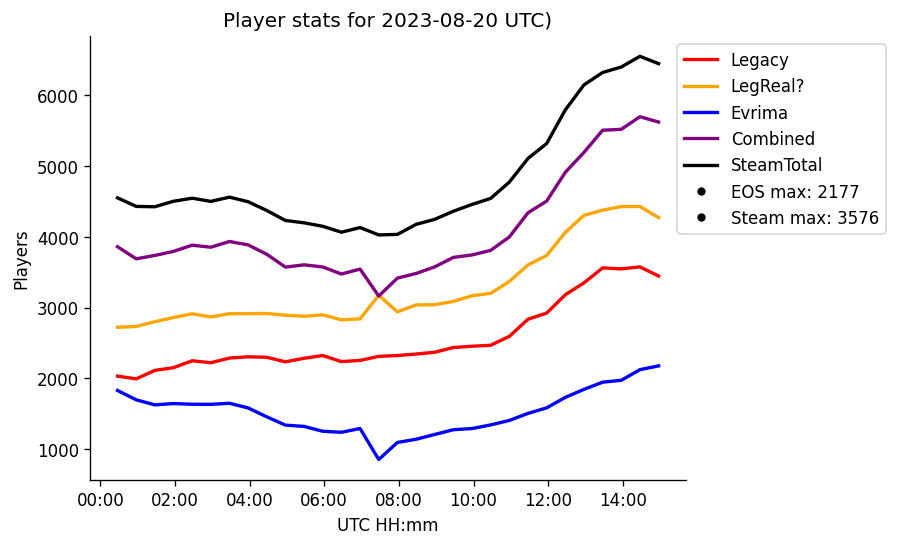 Player stats for 2023-08-20 UTC)
Legacy
LegReal?
Evrima
Combined
SteamTotal
EOS max: 2177
Steam max: 3576
Players
6000
5000
4000
3000
2000
1000
00:00 02:00 04:00 06:00 08:00 10:00 12:00 14:00
UTC HH:mm